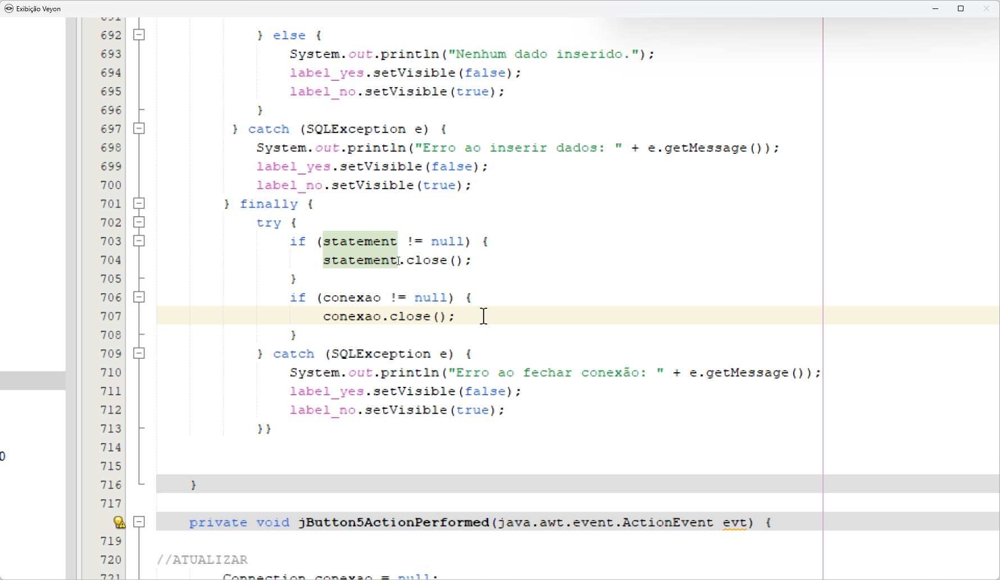 Exibição Veyon
691
692 } else {
693 System.out.println("Nenhum dado inserido.");
694 label_yes.setVisible(false);
695 label_no.setVisible(true);
696 }
697 } catch (SQLException e) {
698 System.out.println("Erro ao inserir dados: " + e.getMessage());
699 label_yes.setVisible(false);
700 label_no.setVisible(true);
701 } finally {
702 try {
703 if (statement != null) {
704 statement.close();
705 }
706 if (conexao != null) {
707 conexao.close();
708 }
709 } catch (SQLException e) {
710 System.out.println("Erro ao fechar conexão: " + e.getMessage());
711 label_yes.setVisible(false);
712 label_no.setVisible(true);
713 }}
714
0
715
716 }
717
private void jButton5ActionPerformed(java.awt.event.ActionEvent evt) {
719
720 //ATUALIZAR
721 Connection conexao = null;